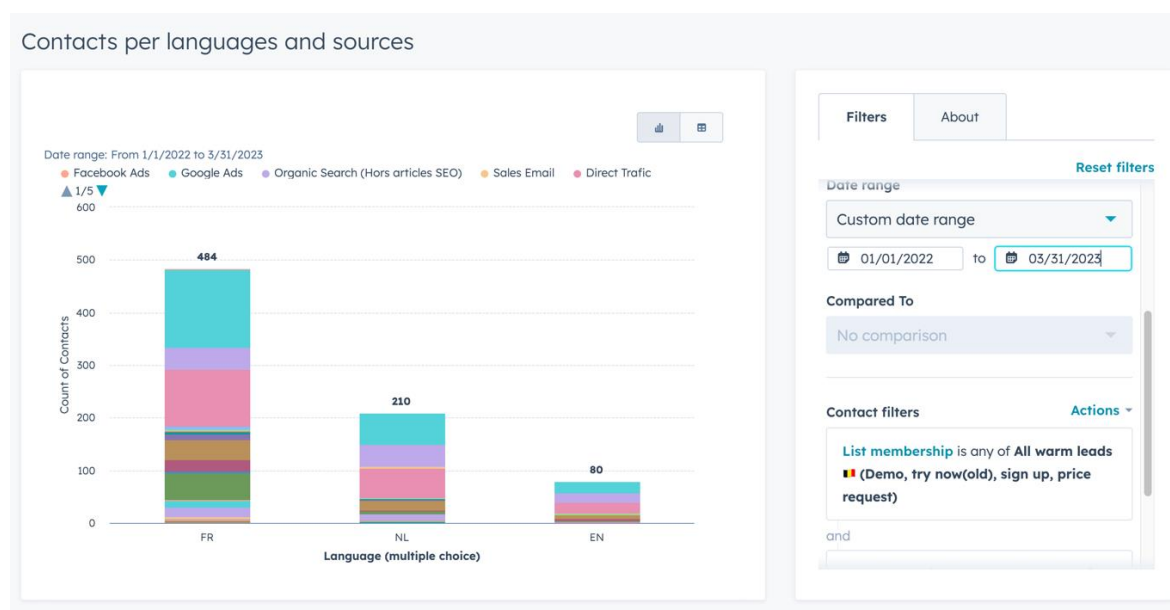 Contacts per languages and sources
Date range: From 1/1/2022 to 3/31/2023
Facebook Ads Google Ads Organic Search (Hors articles SEO) Sales Email Direct Trafic
1/5
600
500
400
300
200
100
0
Count of Contacts
484
210
80
FR NL EN
Language (multiple choice)
Filters About
Reset filters
Date range
Custom date range
01/01/2022 to 03/31/2023
Compared To
No comparison
Contact filters Actions
List membership is any of All warm leads
🇧🇪 (Demo, try now(old), sign up, price
request)
and